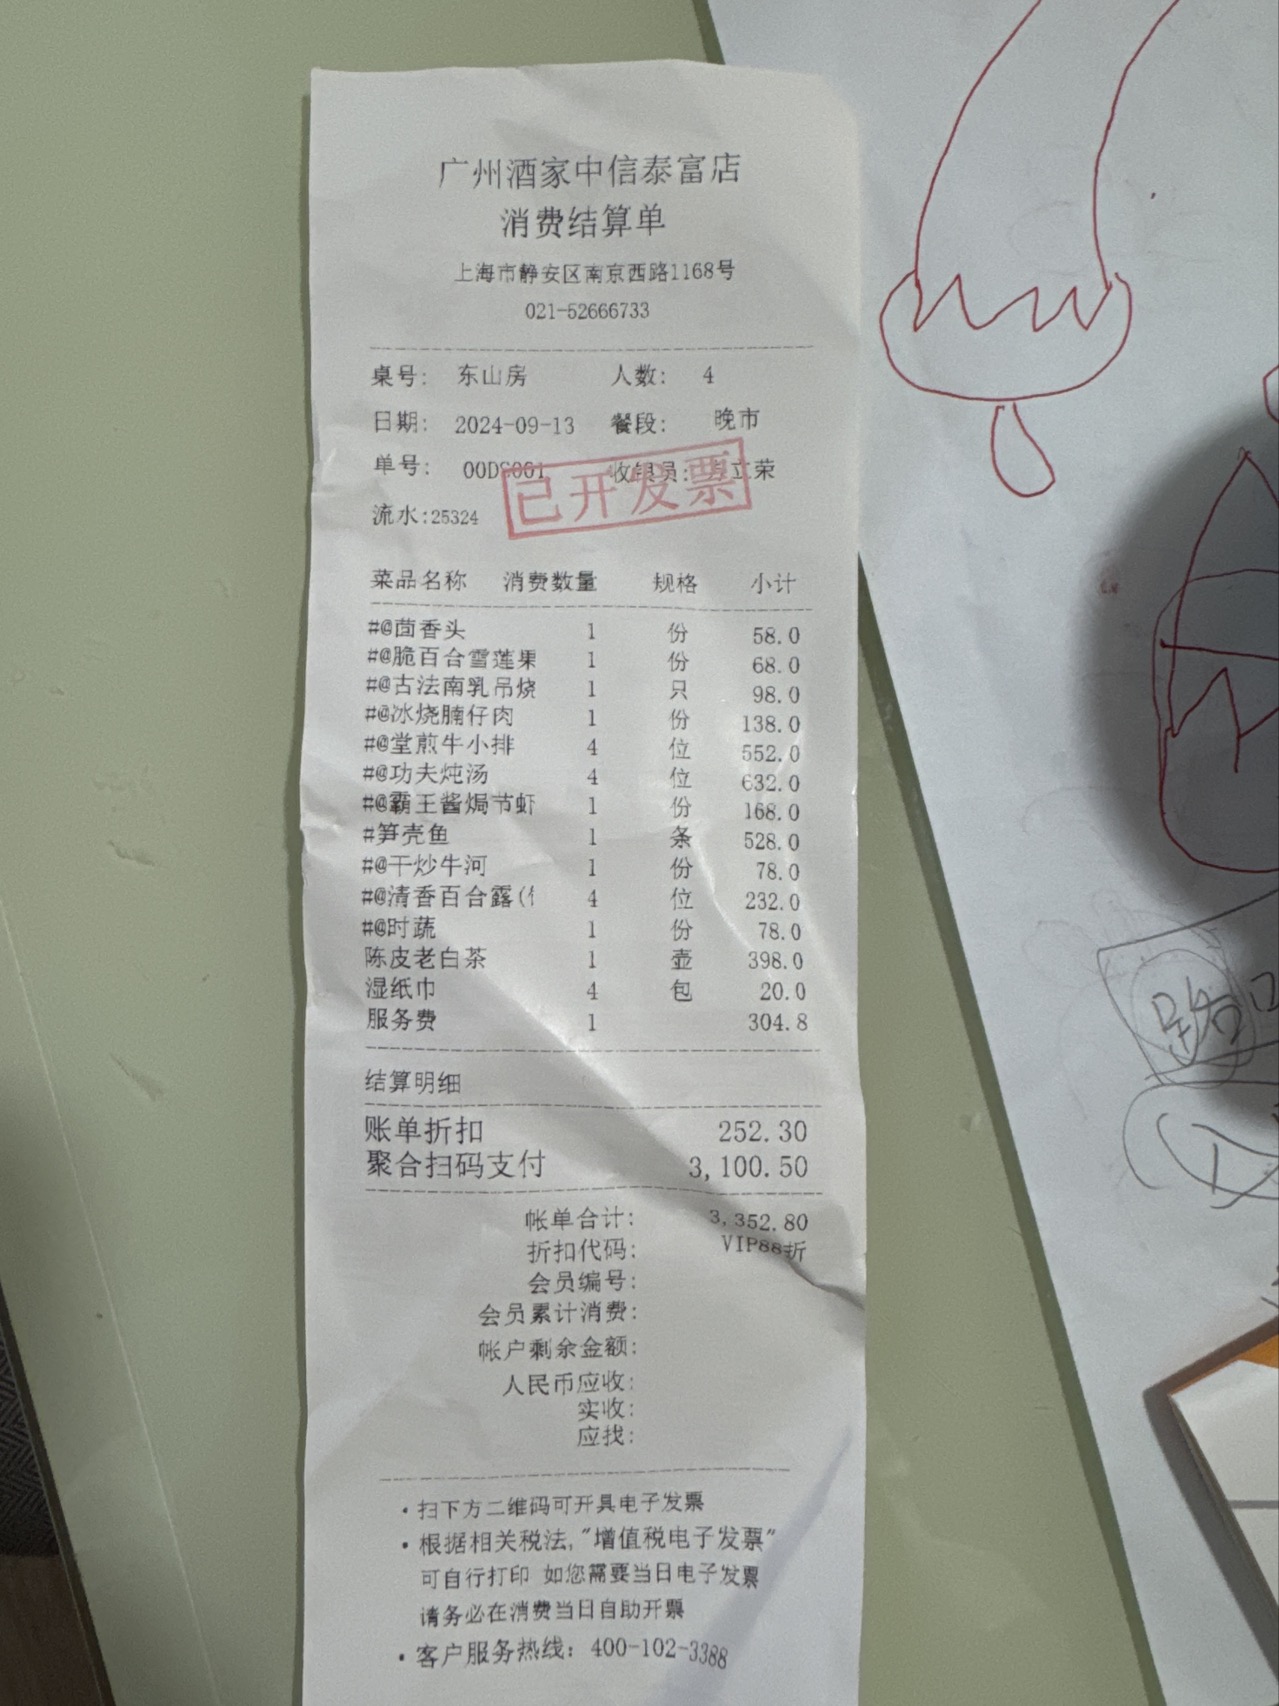 广州酒家中信泰富店
消费结算单
上海市静安区南京西路1168号
021-52666733
桌号: 东山房 人数: 4
日期: 2024-09-13 餐段: 晚市
单号: 00DS001 收银员: 立荣
已开发票
流水:25324
菜品名称 消费数量 规格 小计
#@茴香头 1 份 58.0
#@脆百合雪莲果 1 份 68.0
#@古法南乳吊烧 1 只 98.0
#@冰烧腩仔肉 1 份 138.0
#@堂煎牛小排 4 位 552.0
#@功夫炖汤 4 位 632.0
#@霸王酱焗节虾 1 份 168.0
#笋壳鱼 1 条 528.0
#@干炒牛河 1 份 78.0
#@清香百合露( 4 位 232.0
#@时蔬 1 份 78.0
陈皮老白茶 1 壶 398.0
湿纸巾 4 包 20.0
服务费 1 304.8
结算明细
账单折扣 252.30
聚合扫码支付 3,100.50
帐单合计: 3,352.80
折扣代码: VIP88折
会员编号:
会员累计消费:
帐户剩余金额:
人民币应收:
实收:
应找:
·扫下方二维码可开具电子发票
·根据相关税法,"增值税电子发票"
可自行打印 如您需要当日电子发票
请务必在消费当日自助开票
·客户服务热线: 400-102-3388
路口